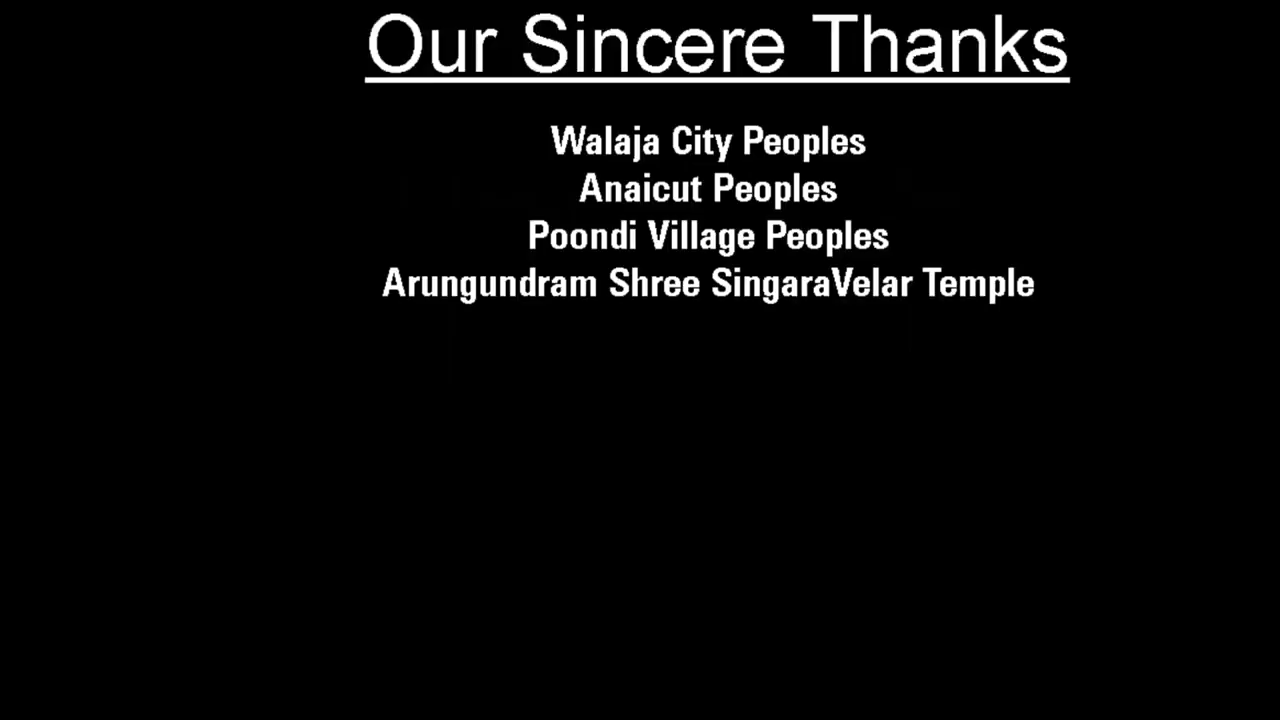 Our Sincere Thanks
Walaja City Peoples
Anaicut Peoples
Poondi Village Peoples
Arungundram Shree SingaraVelar Temple